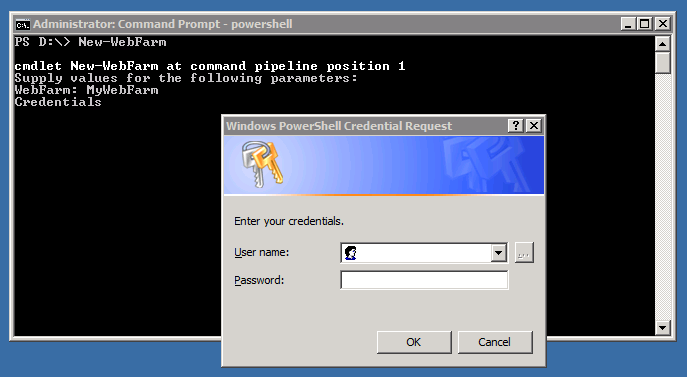 Administrator: Command Prompt - powershell
PS D:\> New-WebFarm
cmdlet New-WebFarm at command pipeline position 1
Supply values for the following parameters:
WebFarm: MyWebFarm
Credentials
Windows PowerShell Credential Request
Enter your credentials.
User name:
...
Password:
OK Cancel